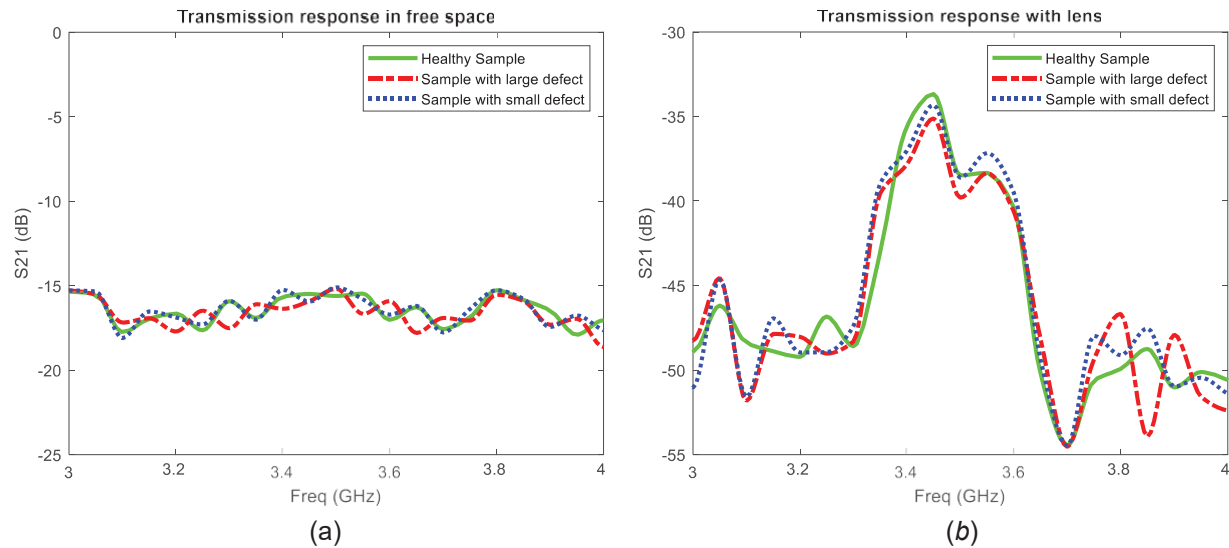 Transmission response in free space
0
-5
-10
-15
-20
-25
S21 (dB)
3
3.2
3.4
3.6
3.8
4
Freq (GHz)
Healthy Sample
Sample with large defect
Sample with small defect
(a)
Transmission response with lens
-30
-35
-40
-45
-50
-55
S21 (dB)
3
3.2
3.4
3.6
3.8
4
Freq (GHz)
Healthy Sample
Sample with large defect
Sample with small defect
(b)